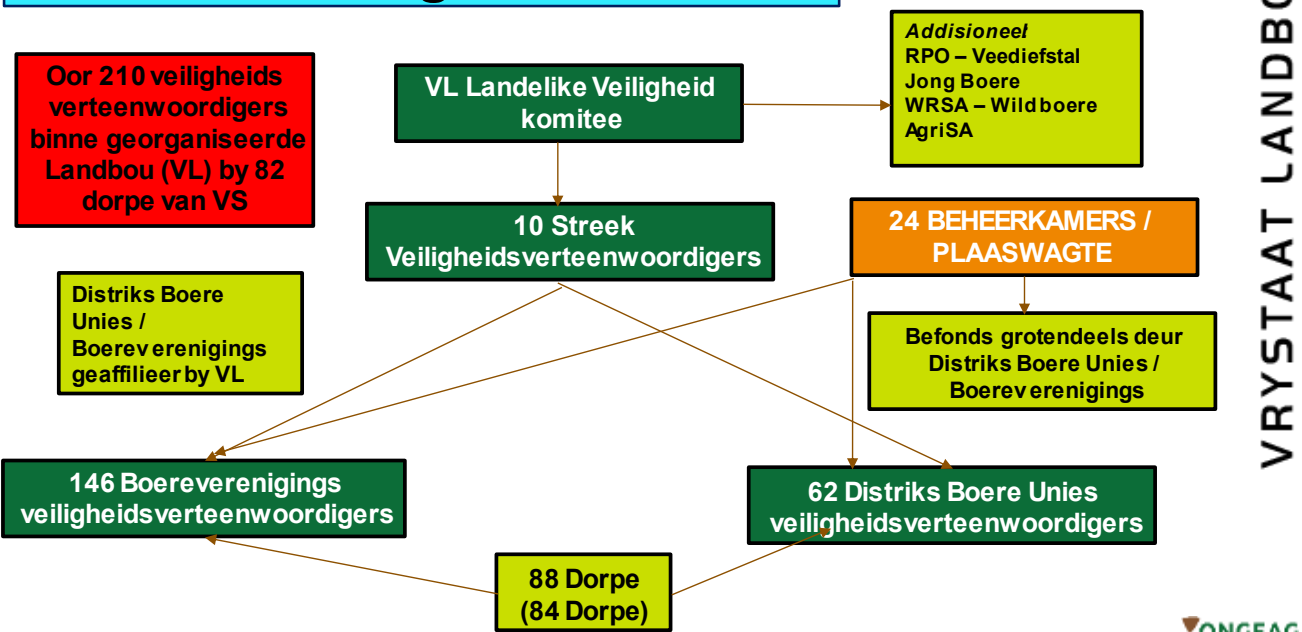 Oor 210 veiligheids
verteenwoordigers
binne georganiseerde
Landbou (VL) by 82
dorpe van VS
VL Landelike Veiligheid
komitee
Addisioneel:
RPO – Veediefstal
Jong Boere
WRSA – Wildboere
AgriSA
10 Streek
Veiligheidsverteenwoordigers
24 BEHEERKAMERS /
PLAASWAGTE
Distriks Boere
Unies /
Boereverenigings
geaffilieer by VL
Befonds grotendeels deur
Distriks Boere Unies /
Boereverenigings
146 Boereverenigings
veiligheidsverteenwoordigers
62 Distriks Boere Unies
veiligheidsverteenwoordigers
88 Dorpe
(84 Dorpe)
VRYSTAAT